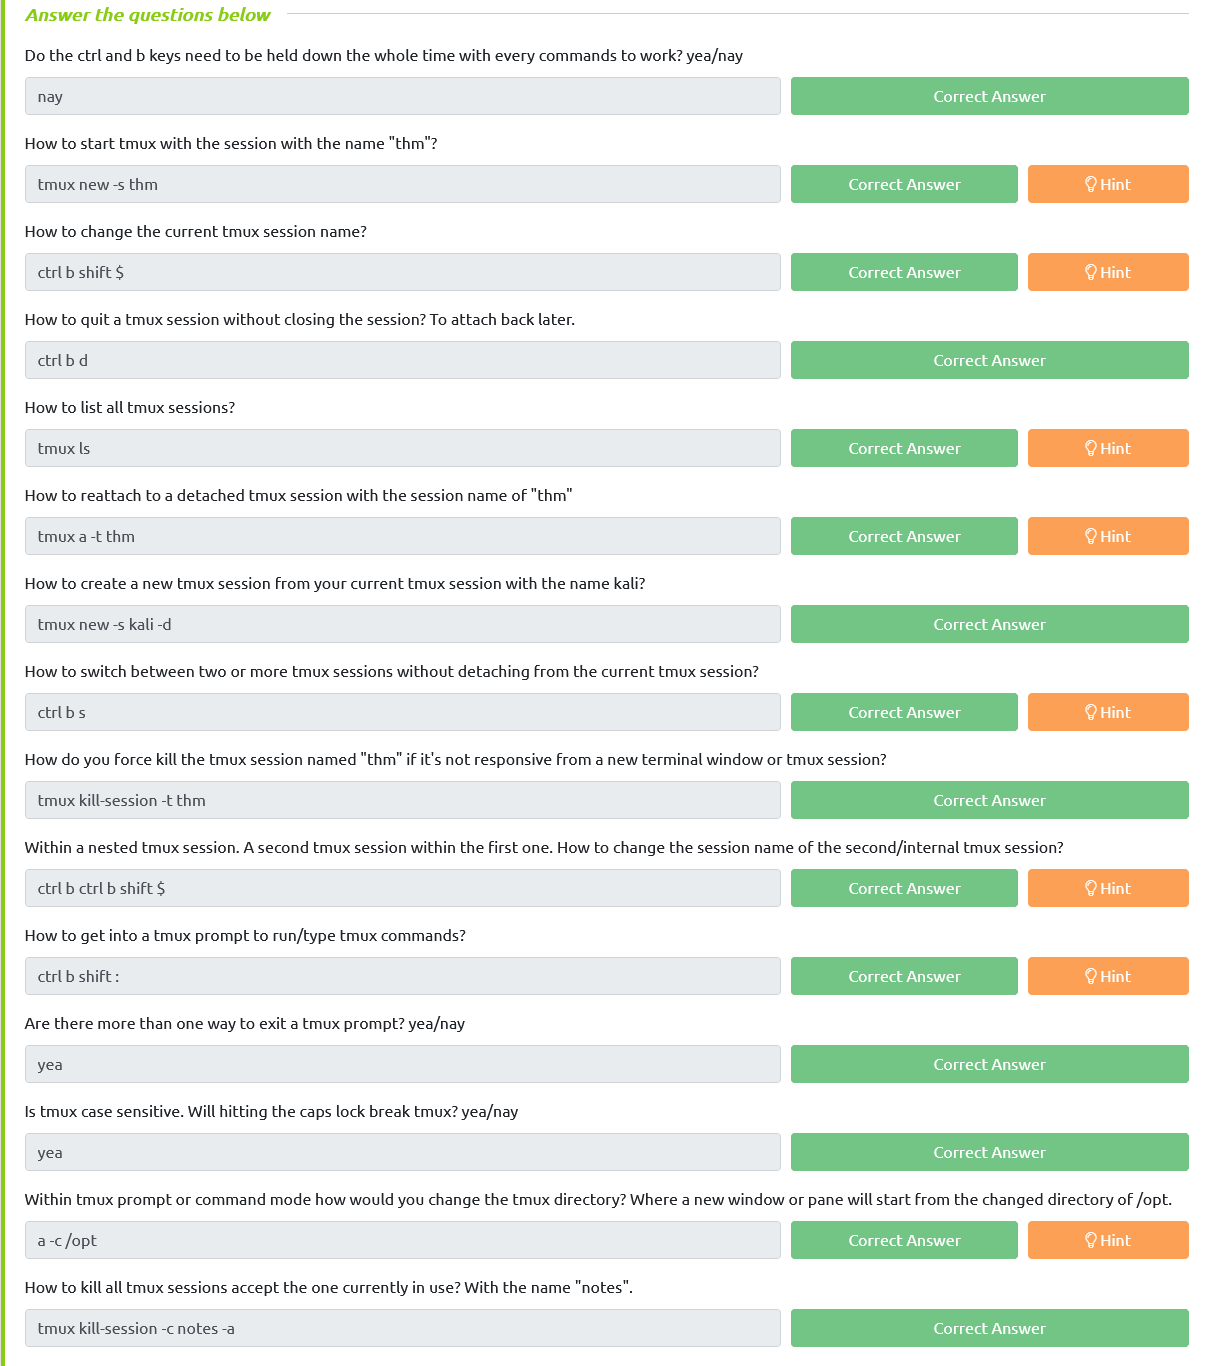 Answer the questions below
Do the ctrl and b keys need to be held down the whole time with every commands to work? yea/nay
nay
Correct Answer
How to start tmux with the session with the name "thm"?
tmux new -s thm
Correct Answer
Hint
How to change the current tmux session name?
ctrl b shift $
Correct Answer
Hint
How to quit a tmux session without closing the session? To attach back later.
ctrl b d
Correct Answer
How to list all tmux sessions?
tmux ls
Correct Answer
Hint
How to reattach to a detached tmux session with the session name of "thm"
tmux a -t thm
Correct Answer
Hint
How to create a new tmux session from your current tmux session with the name kali?
tmux new -s kali -d
Correct Answer
How to switch between two or more tmux sessions without detaching from the current tmux session?
ctrl b s
Correct Answer
Hint
How do you force kill the tmux session named "thm" if it's not responsive from a new terminal window or tmux session?
tmux kill-session -t thm
Correct Answer
Within a nested tmux session. A second tmux session within the first one. How to change the session name of the second/internal tmux session?
ctrl b ctrl b shift $
Correct Answer
Hint
How to get into a tmux prompt to run/type tmux commands?
ctrl b shift :
Correct Answer
Hint
Are there more than one way to exit a tmux prompt? yea/nay
yea
Correct Answer
Is tmux case sensitive. Will hitting the caps lock break tmux? yea/nay
yea
Correct Answer
Within tmux prompt or command mode how would you change the tmux directory? Where a new window or pane will start from the changed directory of /opt.
a -c /opt
Correct Answer
Hint
How to kill all tmux sessions accept the one currently in use? With the name "notes".
tmux kill-session -c notes -a
Correct Answer